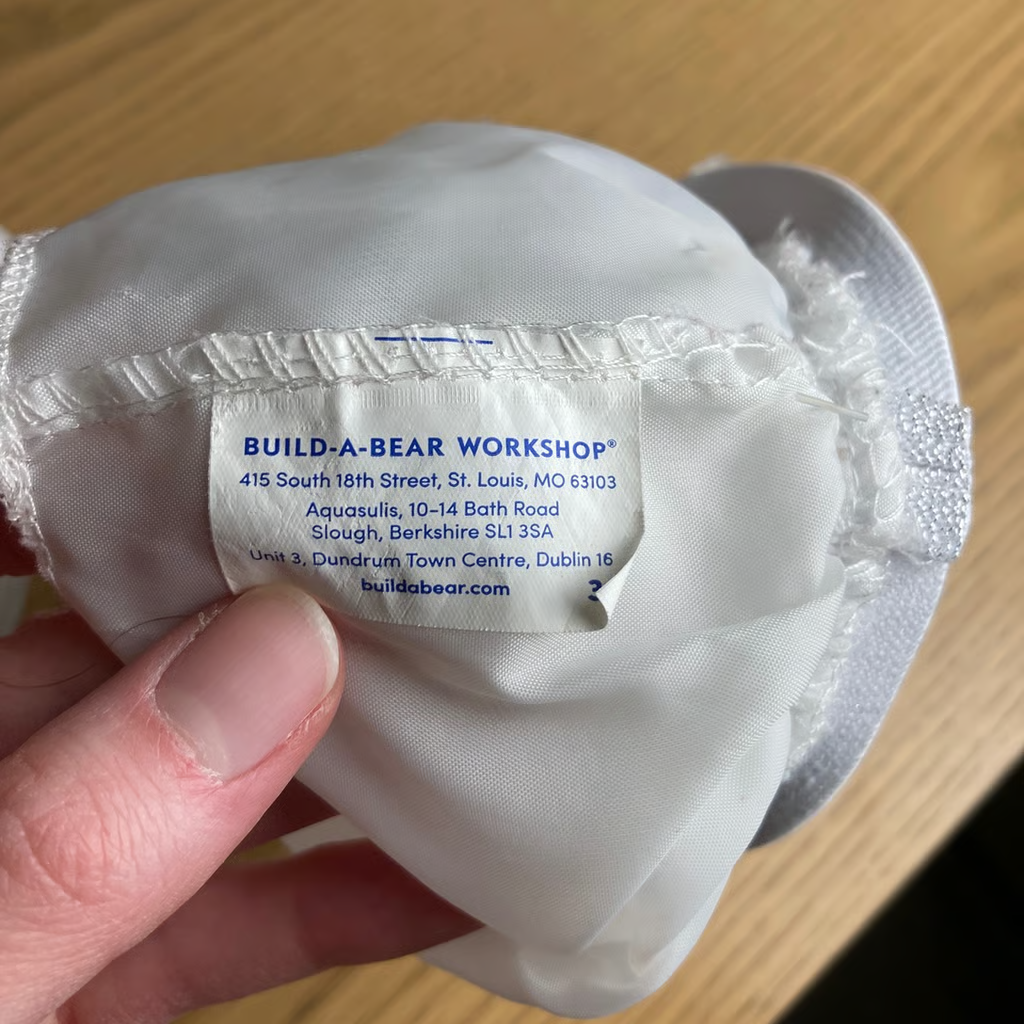 BUILD-A-BEAR WORKSHOP®
415 South 18th Street, St. Louis, MO 63103
Aquasulis, 10-14 Bath Road
Slough, Berkshire SL1 3SA
Unit 3, Dundrum Town Centre, Dublin 16
buildabear.com